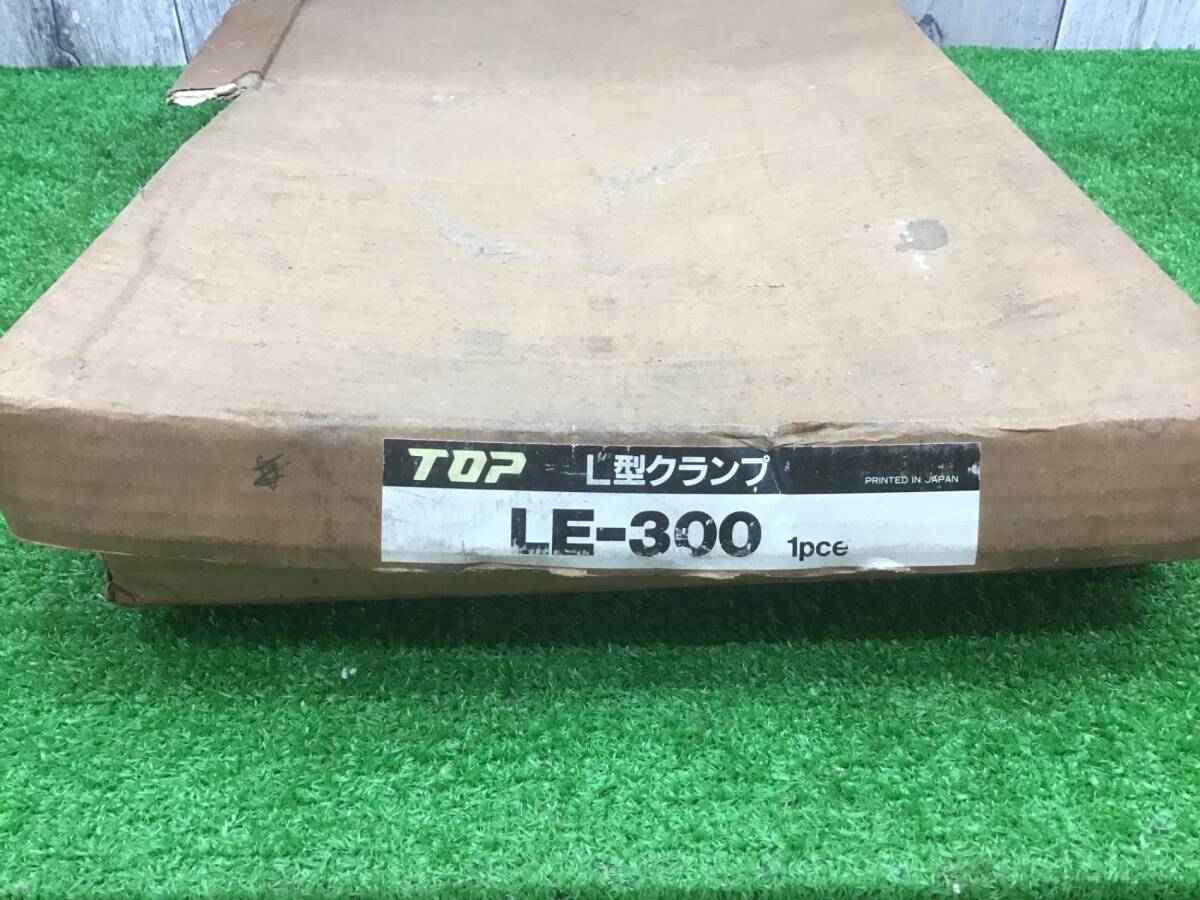 TOP L型クランプ PRINTED IN JAPAN
LE-300 1pce